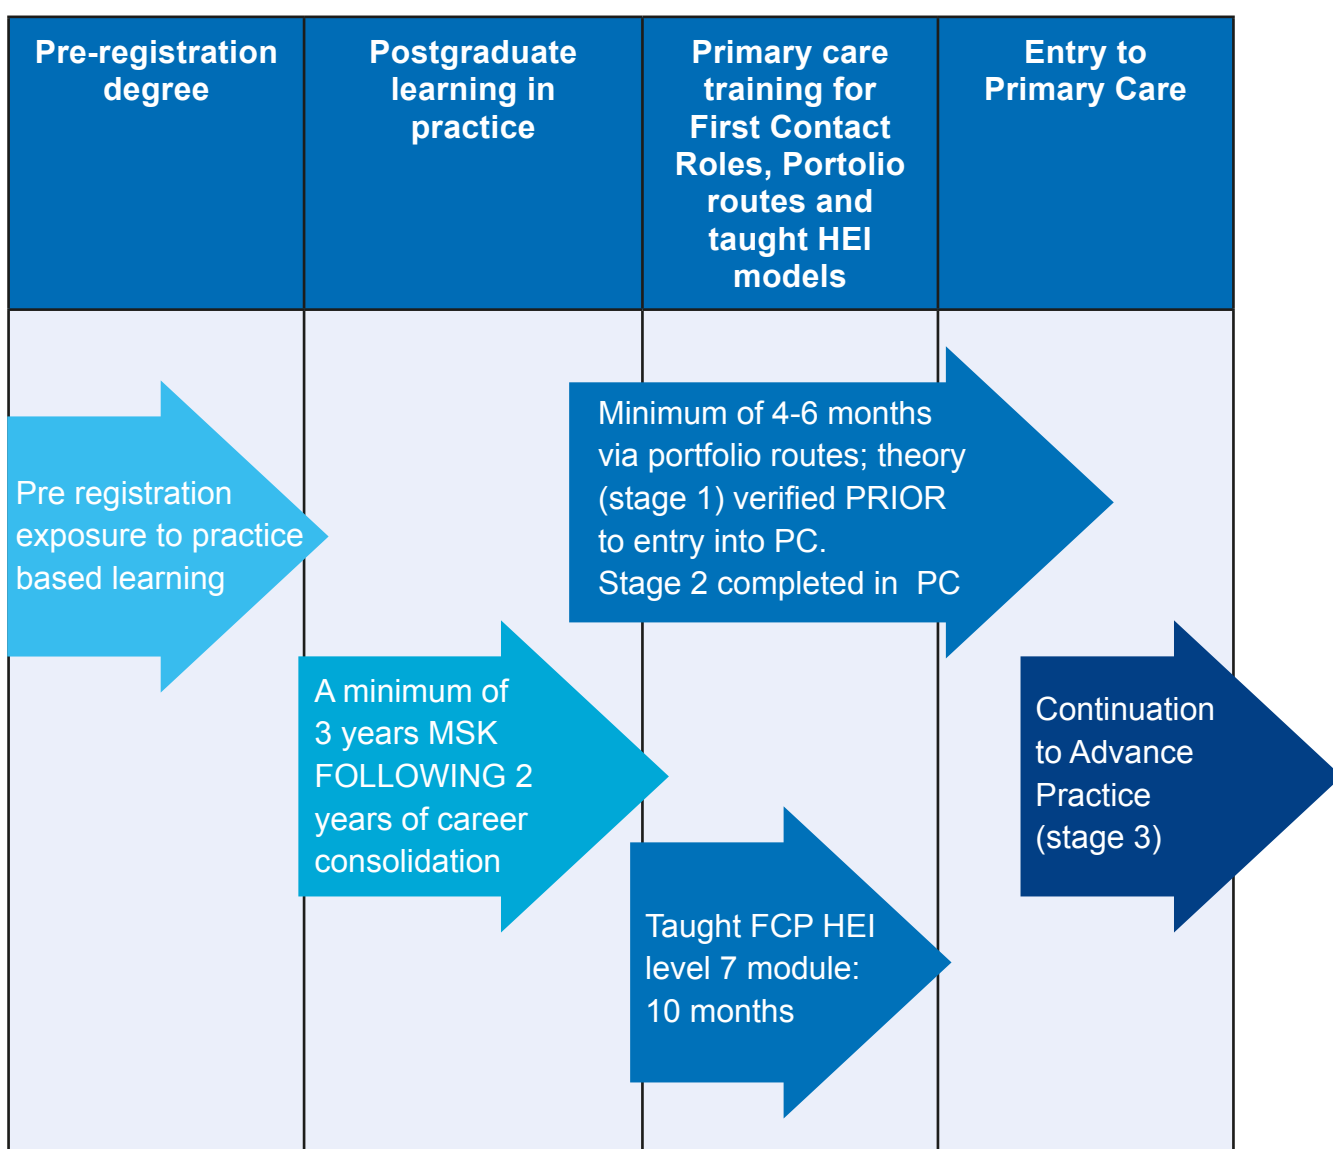 Pre-registration
degree
Postgraduate
learning in
practice
Primary care
training for
First Contact
Roles, Portolio
routes and
taught HEI
models
Entry to
Primary Care
Pre registration
exposure to practice
based learning
A minimum of
3 years MSK
FOLLOWING 2
years of career
consolidation
Minimum of 4-6 months
via portfolio routes; theory
(stage 1) verified PRIOR
to entry into PC.
Stage 2 completed in  PC
Taught FCP HEI
level 7 module:
10 months
Continuation
to Advance
Practice
(stage 3)